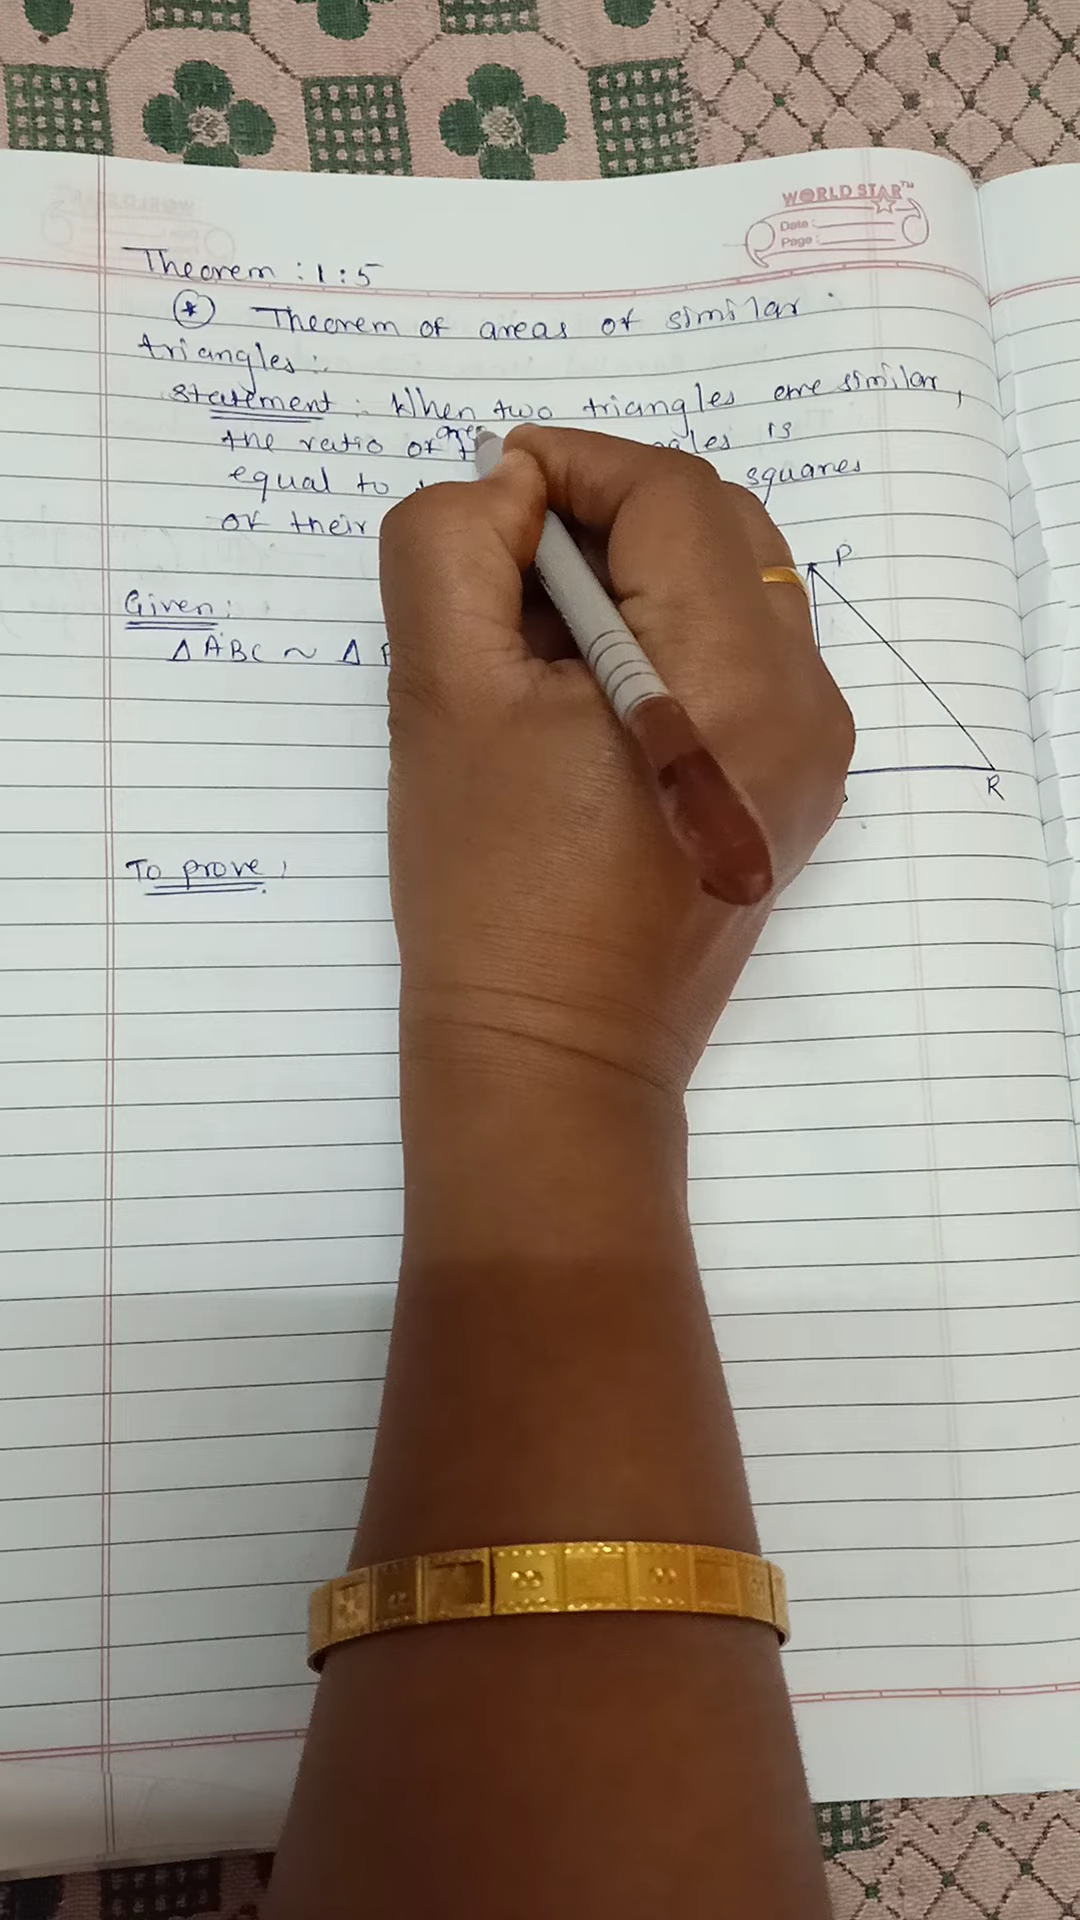 WORLD STAR™
Date :
Page :
Theorem : 1 : 5
* Theorem of areas of similar
triangles :
Statement : When two triangles are similar,
the ratio of is
equal to squares
of their
P
Given :
Δ ABC ~ Δ
R
To prove :